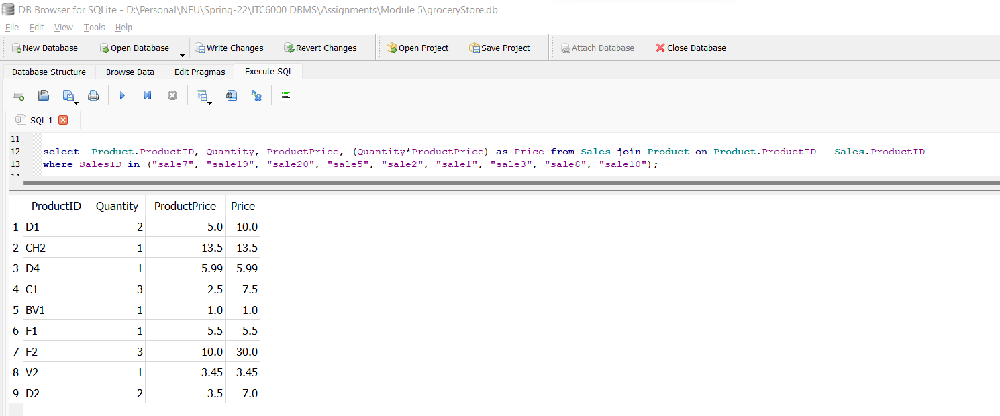 DB Browser for SQLite - D:\Personal\NEU\Spring-22\ITC6000 DBMS\Assignments\Module 5\groceryStore.db
File Edit View Tools Help
New Database Open Database Write Changes Revert Changes Open Project Save Project Attach Database Close Database
Database Structure Browse Data Edit Pragmas Execute SQL
SQL 1
11
12 select  Product.ProductID, Quantity, ProductPrice, (Quantity*ProductPrice) as Price from Sales join Product on Product.ProductID = Sales.ProductID
13 where SalesID in ("sale7", "sale19", "sale20", "sale5", "sale2", "sale1", "sale3", "sale8", "sale10");
14
ProductID Quantity ProductPrice Price
1 D1 2 5.0 10.0
2 CH2 1 13.5 13.5
3 D4 1 5.99 5.99
4 C1 3 2.5 7.5
5 BV1 1 1.0 1.0
6 F1 1 5.5 5.5
7 F2 3 10.0 30.0
8 V2 1 3.45 3.45
9 D2 2 3.5 7.0